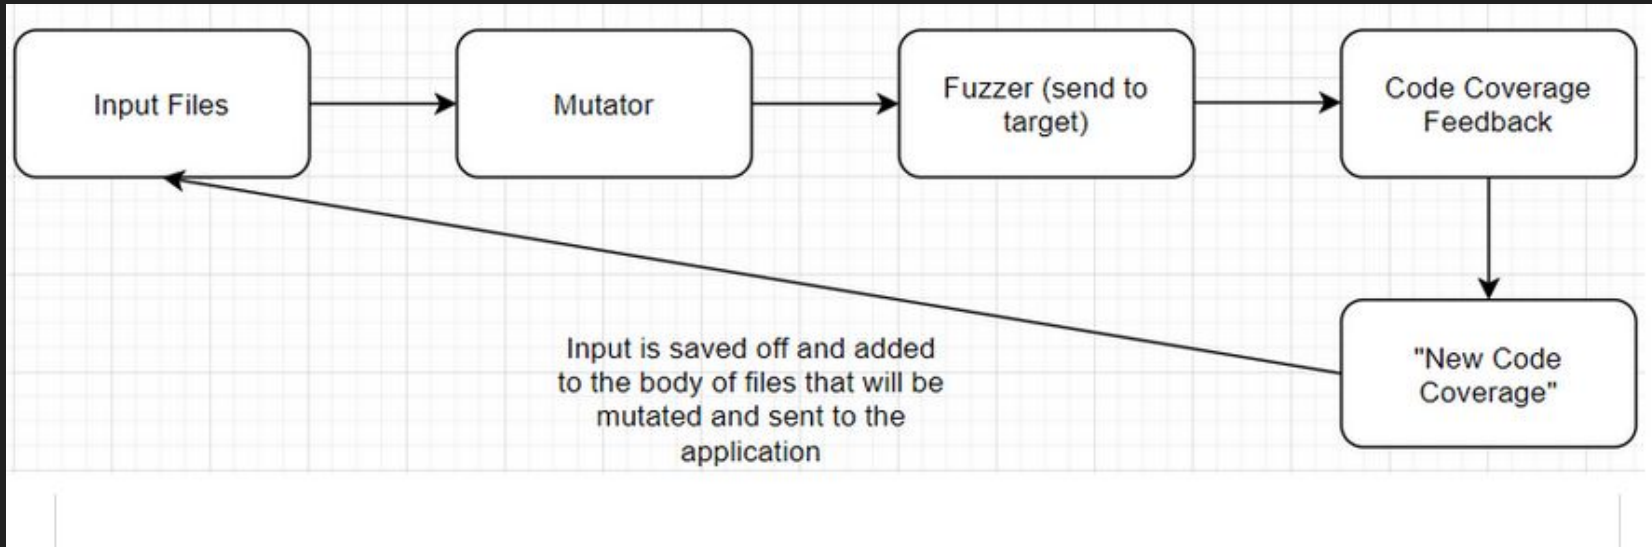 Input Files
Mutator
Fuzzer (send to
target)
Code Coverage
Feedback
"New Code
Coverage"
Input is saved off and added
to the body of files that will be
mutated and sent to the
application